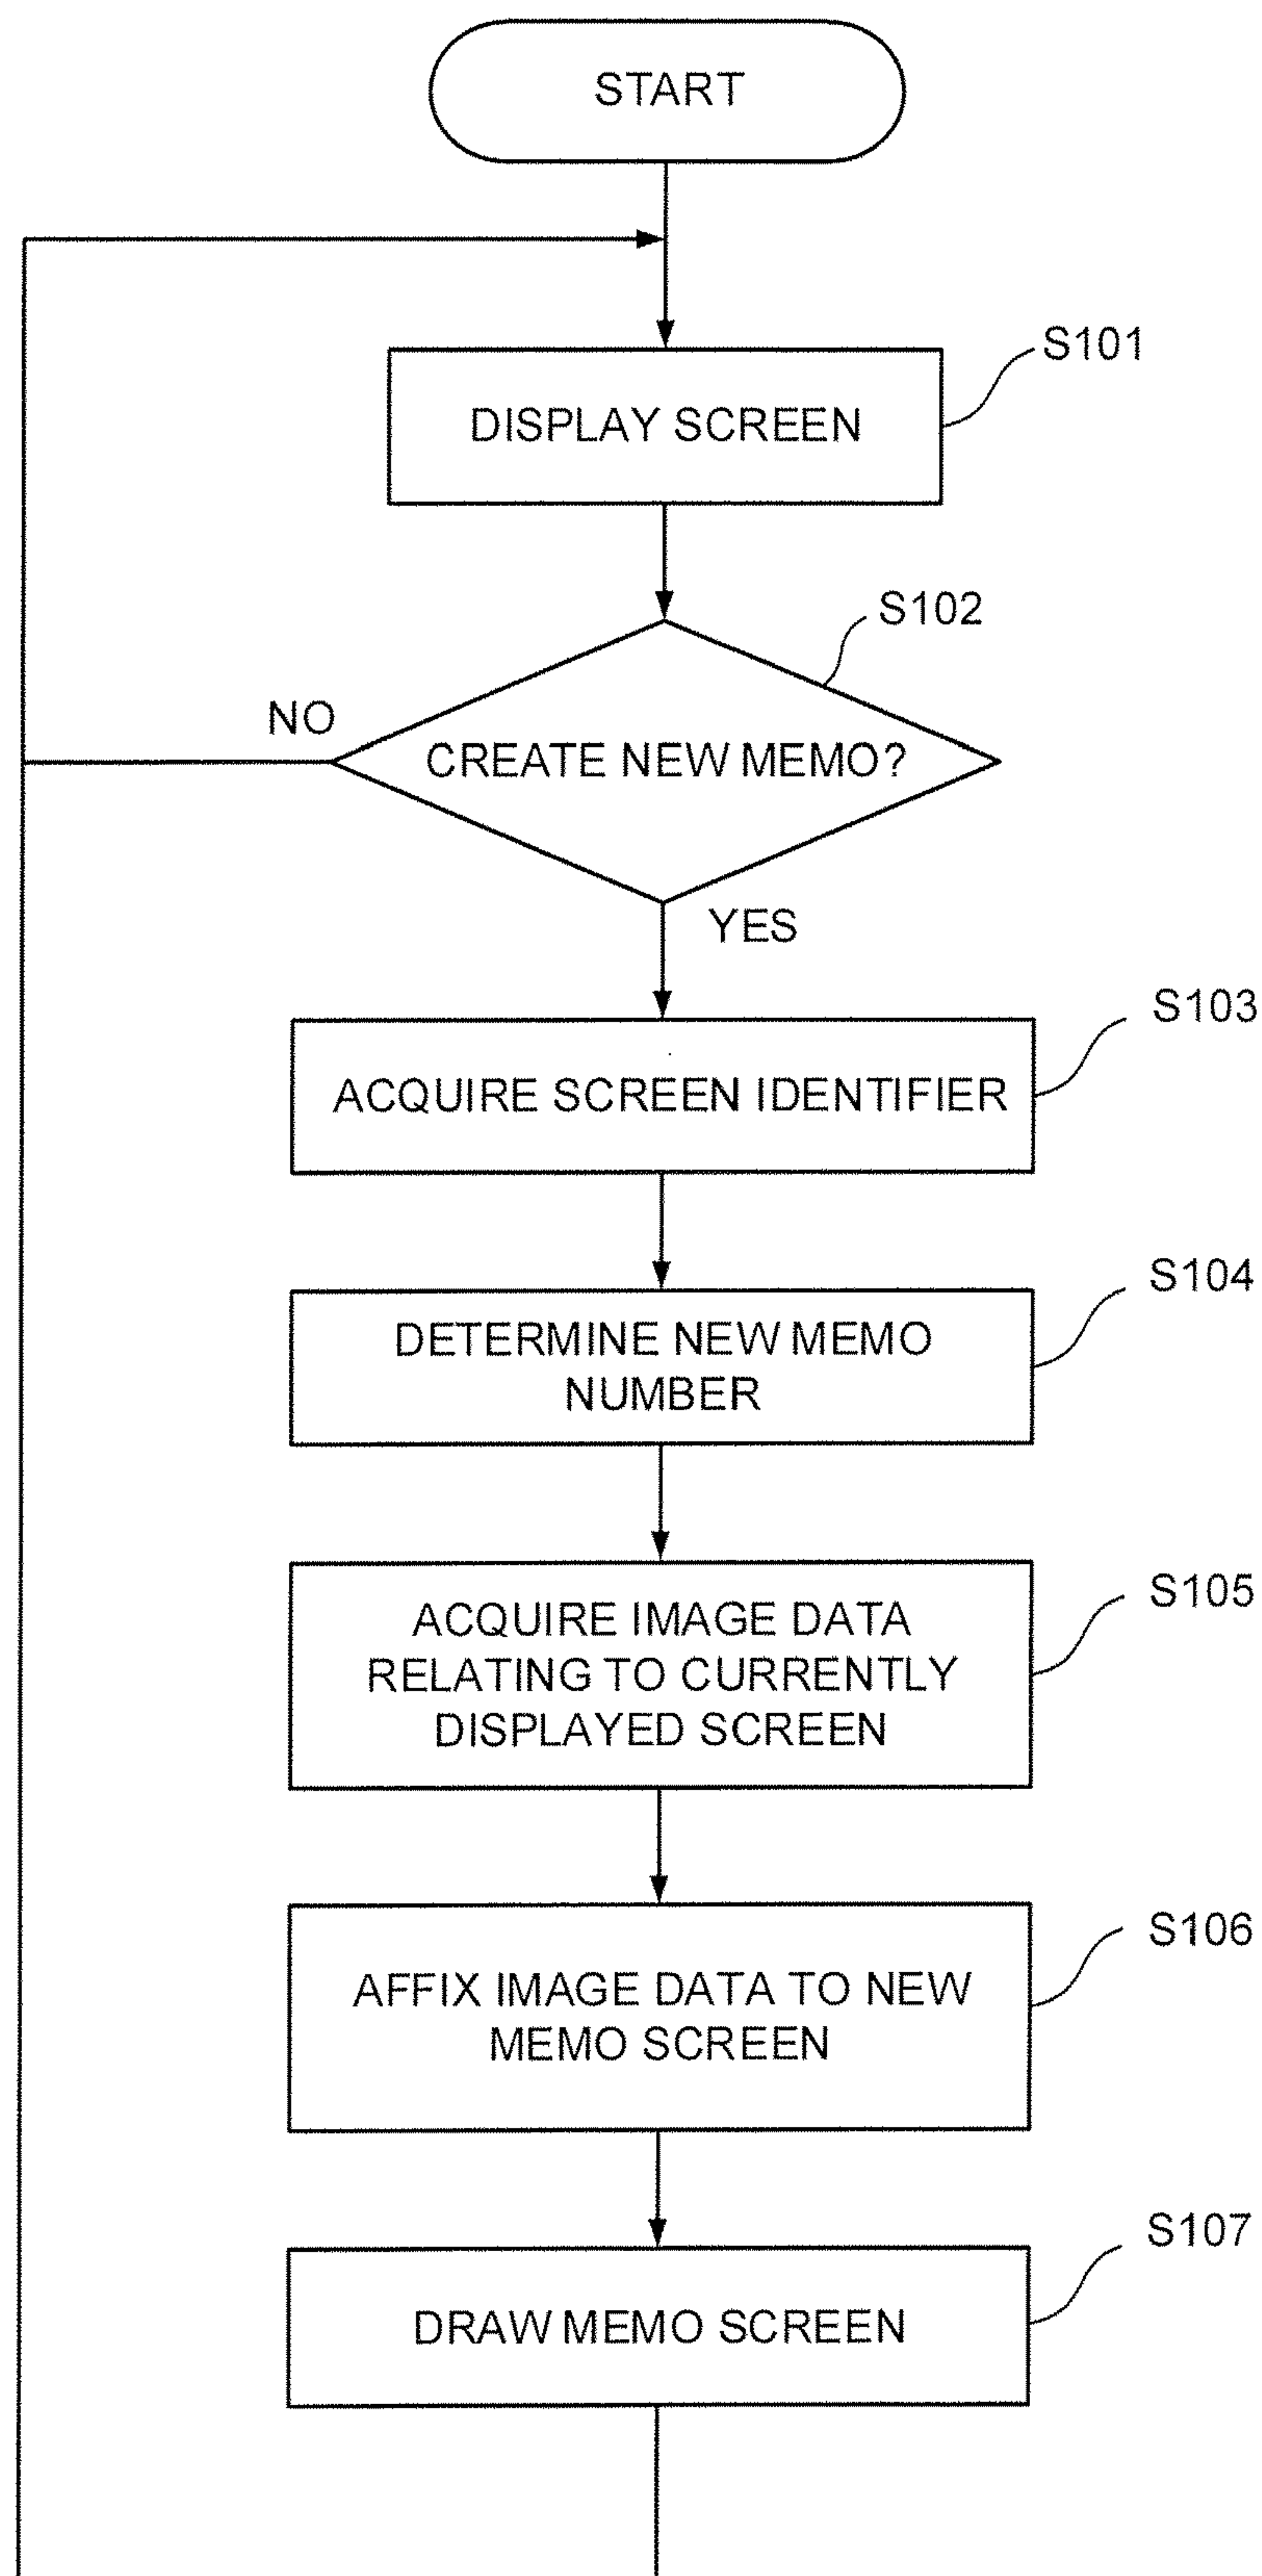 START
S101
DISPLAY SCREEN
S102
NO
CREATE NEW MEMO?
YES
S103
ACQUIRE SCREEN IDENTIFIER
S104
DETERMINE NEW MEMO
NUMBER
S105
ACQUIRE IMAGE DATA
RELATING TO CURRENTLY
DISPLAYED SCREEN
S106
AFFIX IMAGE DATA TO NEW
MEMO SCREEN
S107
DRAW MEMO SCREEN